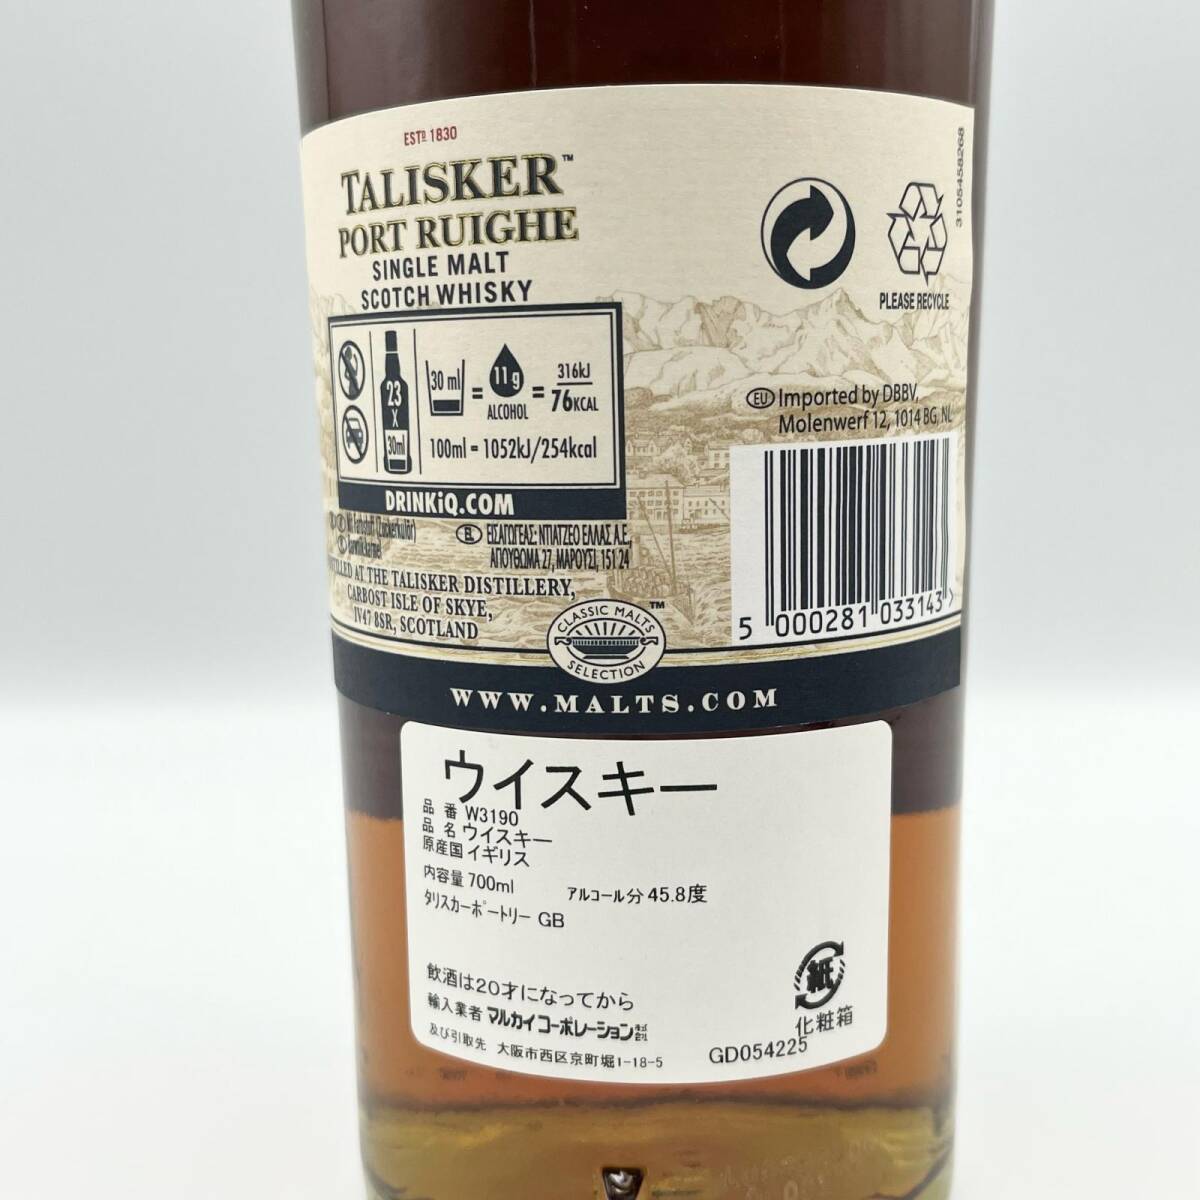 ESTD 1830
TALISKER™
PORT RUIGHE
SINGLE MALT
SCOTCH WHISKY
23
X
30ml
30 ml
=
11g
ALCOHOL
=
316kJ
76KCAL
100ml = 1052kJ/254kcal
DRINKiQ.COM
Farbstoff (Zuckerkulör)
EL ΕΙΣΑΓΩΓΕΑΣ: ΝΤΙΑΤΖΕΟ ΕΛΛΑΣ Α.Ε,
ΑΓΙΟΥ ΘΩΜΑ 27, ΜΑΡΟΥΣΙ, 151 24
AT THE TALISKER DISTILLERY,
CARBOST ISLE OF SKYE,
IV47 8SR, SCOTLAND
CLASSIC MALTS™
SELECTION
3105458268
PLEASE RECYCLE
EU Imported by DBBV,
Molenwerf 12, 1014 BG, NL
5 000281 033143 >
WWW.MALTS.COM
ウイスキー
品 番 W3190
品 名 ウイスキー
原産国 イギリス
内容量 700ml アルコール分 45.8度
タリスカーポートリー GB
飲酒は20才になってから
輸入業者 マルカイコーポレーション株式会社
及び引取先 大阪市西区京町堀1-18-5
紙
化粧箱
GD054225